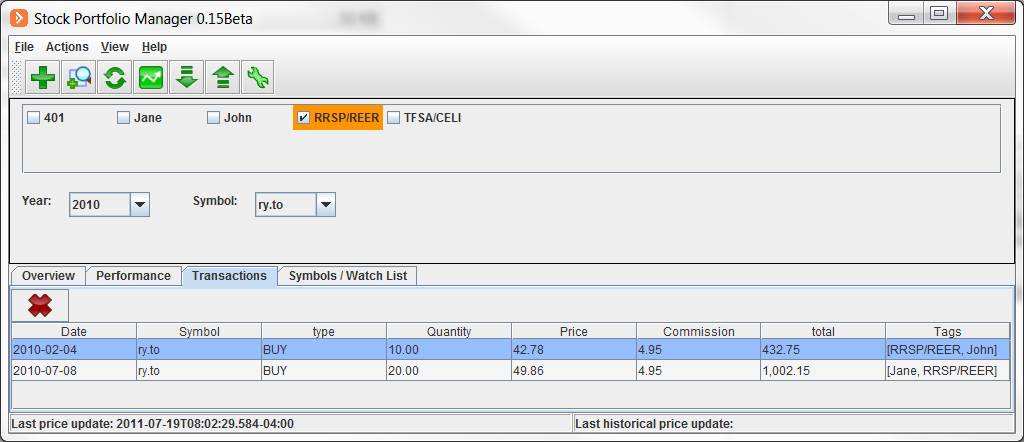 Stock Portfolio Manager 0.15Beta
File Actions View Help
401 Jane John RRSP/REER TFSA/CELI
Year: 2010 Symbol: ry.to
Overview Performance Transactions Symbols / Watch List
Date Symbol type Quantity Price Commission total Tags
2010-02-04 ry.to BUY 10.00 42.78 4.95 432.75 [RRSP/REER, John]
2010-07-08 ry.to BUY 20.00 49.86 4.95 1,002.15 [Jane, RRSP/REER]
Last price update: 2011-07-19T08:02:29.584-04:00 Last historical price update: